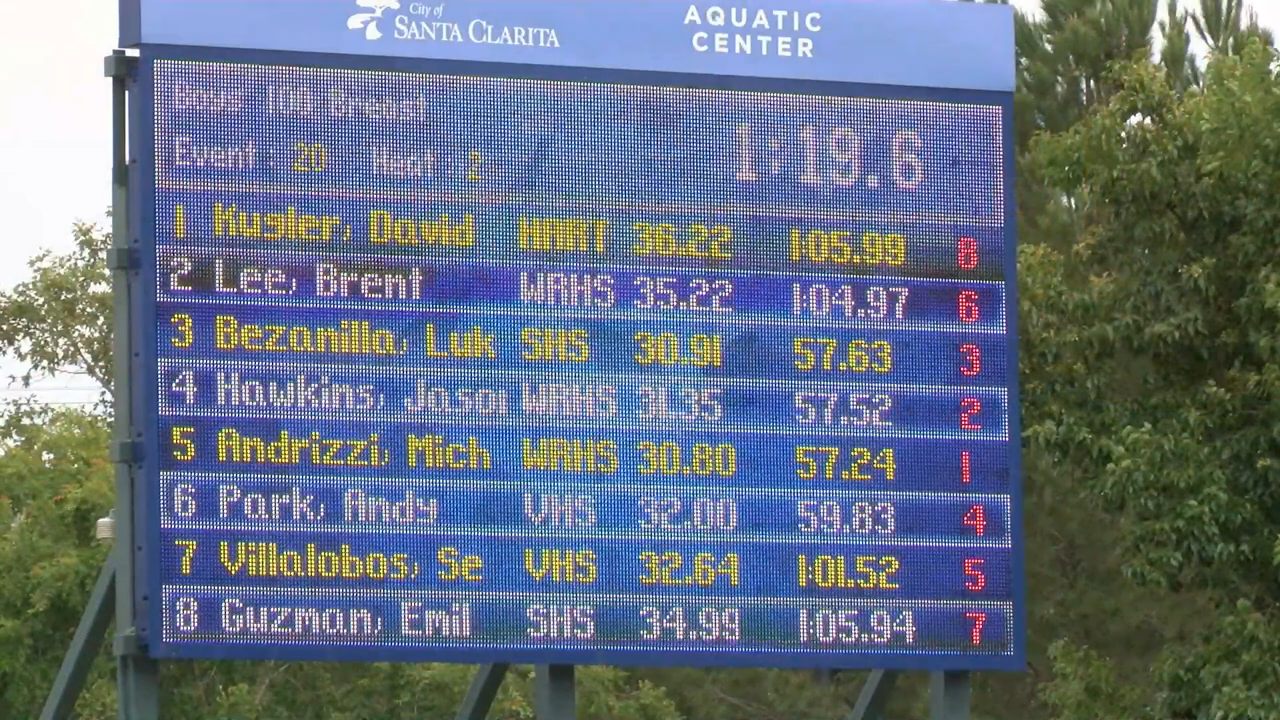 City of
SANTA CLARITA
AQUATIC
CENTER
Boys 100 Breast
Event: 20 Heat: 2
1:19.6
1 Kugler, David HART 36.22 1:05.99 8
2 Lee, Brent WRHS 35.22 1:04.97 6
3 Bezanilla, Luk SHS 30.91 57.63 3
4 Hawkins, Jason WRHS 31.35 57.52 2
5 Andrizzi, Mich WRHS 30.80 57.24 1
6 Park, Andy VHS 32.00 59.83 4
7 Villalobos, Se VHS 32.64 1:01.52 5
8 Guzman, Emil SHS 34.99 1:05.94 7